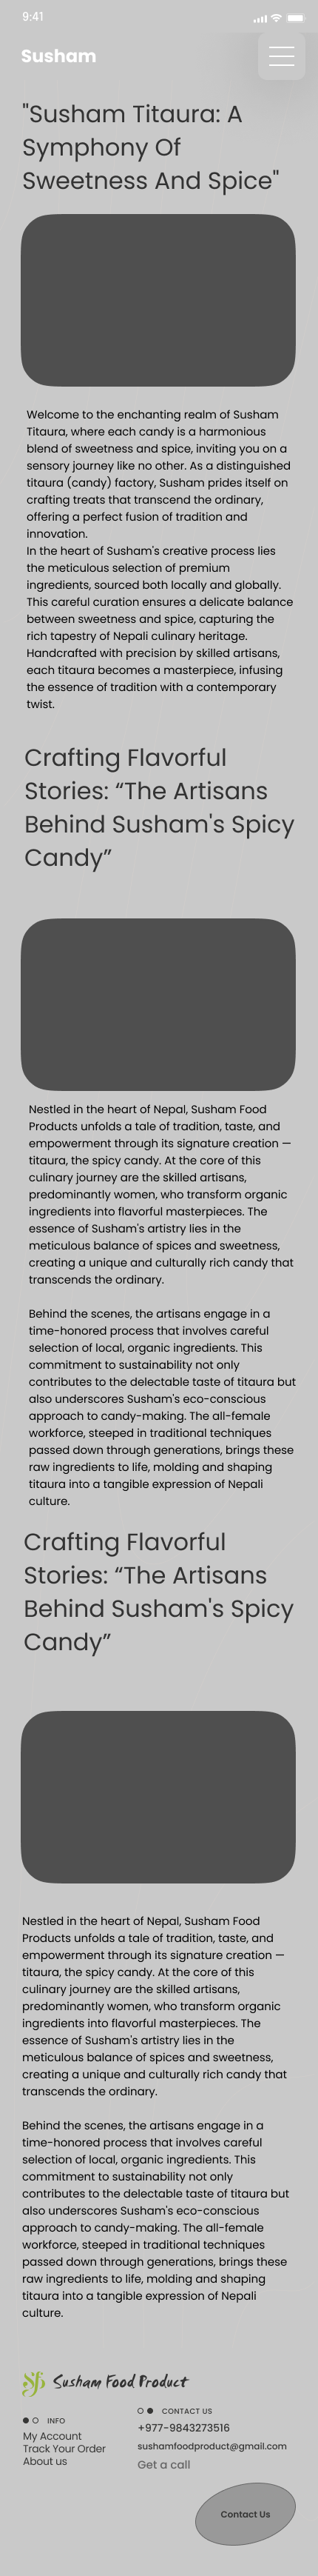 9:41
Susham
"Susham Titaura: A
Symphony Of
Sweetness And Spice"
Welcome to the enchanting realm of Susham
Titaura, where each candy is a harmonious
blend of sweetness and spice, inviting you on a
sensory journey like no other. As a distinguished
titaura (candy) factory, Susham prides itself on
crafting treats that transcend the ordinary,
offering a perfect fusion of tradition and
innovation.
In the heart of Susham's creative process lies
the meticulous selection of premium
ingredients, sourced both locally and globally.
This careful curation ensures a delicate balance
between sweetness and spice, capturing the
rich tapestry of Nepali culinary heritage.
Handcrafted with precision by skilled artisans,
each titaura becomes a masterpiece, infusing
the essence of tradition with a contemporary
twist.
Crafting Flavorful
Stories: “The Artisans
Behind Susham's Spicy
Candy”
Nestled in the heart of Nepal, Susham Food
Products unfolds a tale of tradition, taste, and
empowerment through its signature creation —
titaura, the spicy candy. At the core of this
culinary journey are the skilled artisans,
predominantly women, who transform organic
ingredients into flavorful masterpieces. The
essence of Susham's artistry lies in the
meticulous balance of spices and sweetness,
creating a unique and culturally rich candy that
transcends the ordinary.
Behind the scenes, the artisans engage in a
time-honored process that involves careful
selection of local, organic ingredients. This
commitment to sustainability not only
contributes to the delectable taste of titaura but
also underscores Susham's eco-conscious
approach to candy-making. The all-female
workforce, steeped in traditional techniques
passed down through generations, brings these
raw ingredients to life, molding and shaping
titaura into a tangible expression of Nepali
culture.
Crafting Flavorful
Stories: “The Artisans
Behind Susham's Spicy
Candy”
Nestled in the heart of Nepal, Susham Food
Products unfolds a tale of tradition, taste, and
empowerment through its signature creation —
titaura, the spicy candy. At the core of this
culinary journey are the skilled artisans,
predominantly women, who transform organic
ingredients into flavorful masterpieces. The
essence of Susham's artistry lies in the
meticulous balance of spices and sweetness,
creating a unique and culturally rich candy that
transcends the ordinary.
Behind the scenes, the artisans engage in a
time-honored process that involves careful
selection of local, organic ingredients. This
commitment to sustainability not only
contributes to the delectable taste of titaura but
also underscores Susham's eco-conscious
approach to candy-making. The all-female
workforce, steeped in traditional techniques
passed down through generations, brings these
raw ingredients to life, molding and shaping
titaura into a tangible expression of Nepali
culture.
Susham Food Product
INFO
My Account
Track Your Order
About us
CONTACT US
+977-9843273516
sushamfoodproduct@gmail.com
Get a call
Contact Us